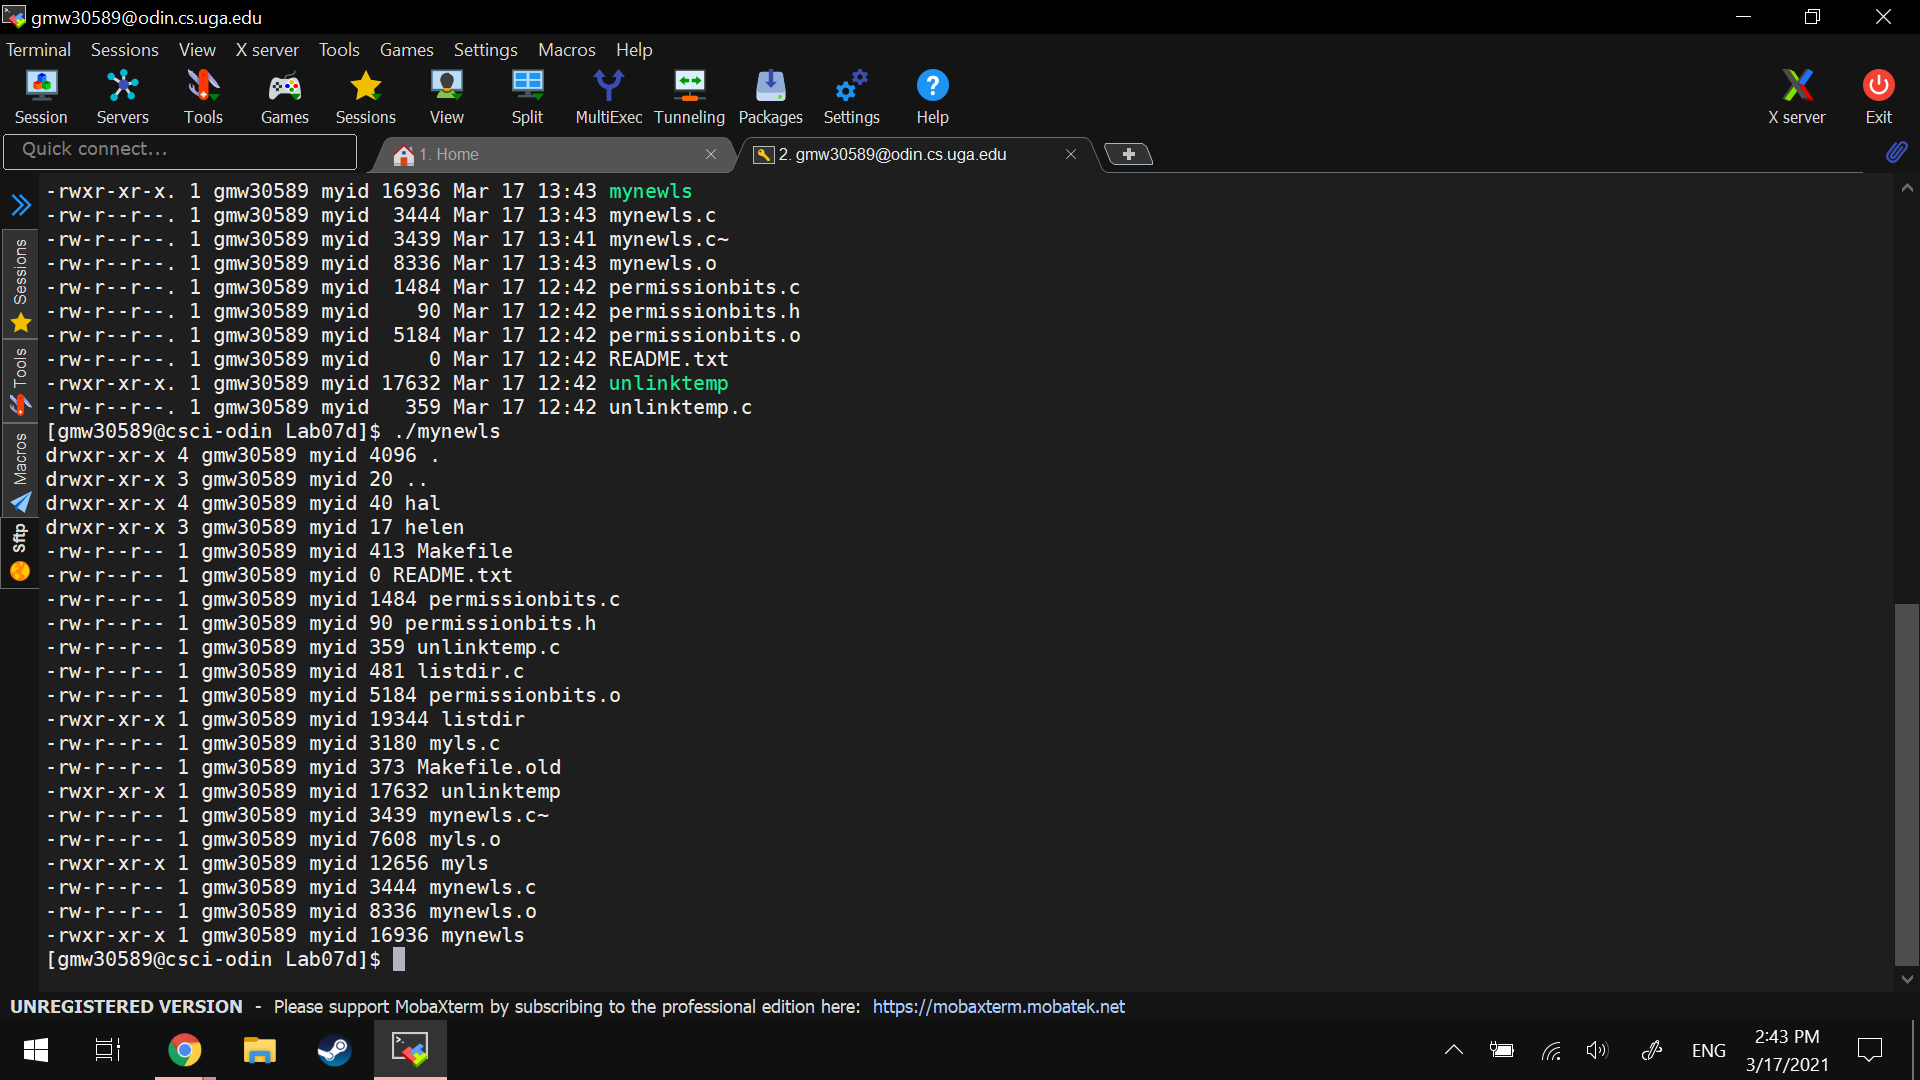 gmw30589@odin.cs.uga.edu
Terminal Sessions View X server Tools Games Settings Macros Help
Session Servers Tools Games Sessions View Split MultiExec Tunneling Packages Settings Help X server Exit
Quick connect... 1. Home 2. gmw30589@odin.cs.uga.edu
Sessions
Tools
Macros
Sftp
-rwxr-xr-x. 1 gmw30589 myid 16936 Mar 17 13:43 mynewls
-rw-r--r--. 1 gmw30589 myid  3444 Mar 17 13:43 mynewls.c
-rw-r--r--. 1 gmw30589 myid  3439 Mar 17 13:41 mynewls.c~
-rw-r--r--. 1 gmw30589 myid  8336 Mar 17 13:43 mynewls.o
-rw-r--r--. 1 gmw30589 myid  1484 Mar 17 12:42 permissionbits.c
-rw-r--r--. 1 gmw30589 myid    90 Mar 17 12:42 permissionbits.h
-rw-r--r--. 1 gmw30589 myid  5184 Mar 17 12:42 permissionbits.o
-rw-r--r--. 1 gmw30589 myid     0 Mar 17 12:42 README.txt
-rwxr-xr-x. 1 gmw30589 myid 17632 Mar 17 12:42 unlinktemp
-rw-r--r--. 1 gmw30589 myid   359 Mar 17 12:42 unlinktemp.c
[gmw30589@csci-odin Lab07d]$ ./mynewls
drwxr-xr-x 4 gmw30589 myid 4096 .
drwxr-xr-x 3 gmw30589 myid 20 ..
drwxr-xr-x 4 gmw30589 myid 40 hal
drwxr-xr-x 3 gmw30589 myid 17 helen
-rw-r--r-- 1 gmw30589 myid 413 Makefile
-rw-r--r-- 1 gmw30589 myid 0 README.txt
-rw-r--r-- 1 gmw30589 myid 1484 permissionbits.c
-rw-r--r-- 1 gmw30589 myid 90 permissionbits.h
-rw-r--r-- 1 gmw30589 myid 359 unlinktemp.c
-rw-r--r-- 1 gmw30589 myid 481 listdir.c
-rw-r--r-- 1 gmw30589 myid 5184 permissionbits.o
-rwxr-xr-x 1 gmw30589 myid 19344 listdir
-rw-r--r-- 1 gmw30589 myid 3180 myls.c
-rw-r--r-- 1 gmw30589 myid 373 Makefile.old
-rwxr-xr-x 1 gmw30589 myid 17632 unlinktemp
-rw-r--r-- 1 gmw30589 myid 3439 mynewls.c~
-rw-r--r-- 1 gmw30589 myid 7608 myls.o
-rwxr-xr-x 1 gmw30589 myid 12656 myls
-rw-r--r-- 1 gmw30589 myid 3444 mynewls.c
-rw-r--r-- 1 gmw30589 myid 8336 mynewls.o
-rwxr-xr-x 1 gmw30589 myid 16936 mynewls
[gmw30589@csci-odin Lab07d]$
UNREGISTERED VERSION - Please support MobaXterm by subscribing to the professional edition here: https://mobaxterm.mobatek.net
ENG 2:43 PM
3/17/2021